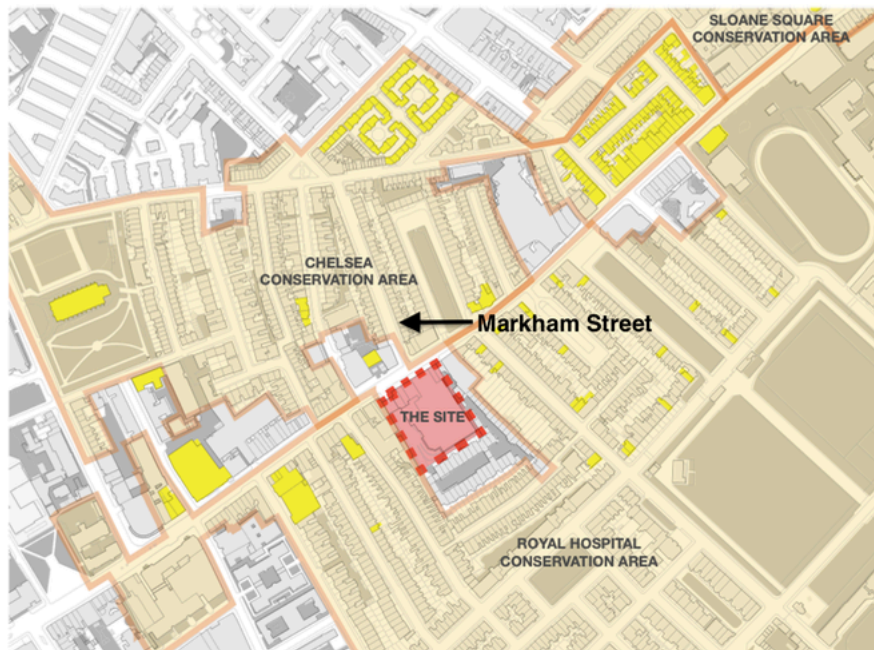 SLOANE SQUARE
CONSERVATION AREA
CHELSEA
CONSERVATION AREA
Markham Street
THE SITE
ROYAL HOSPITAL
CONSERVATION AREA